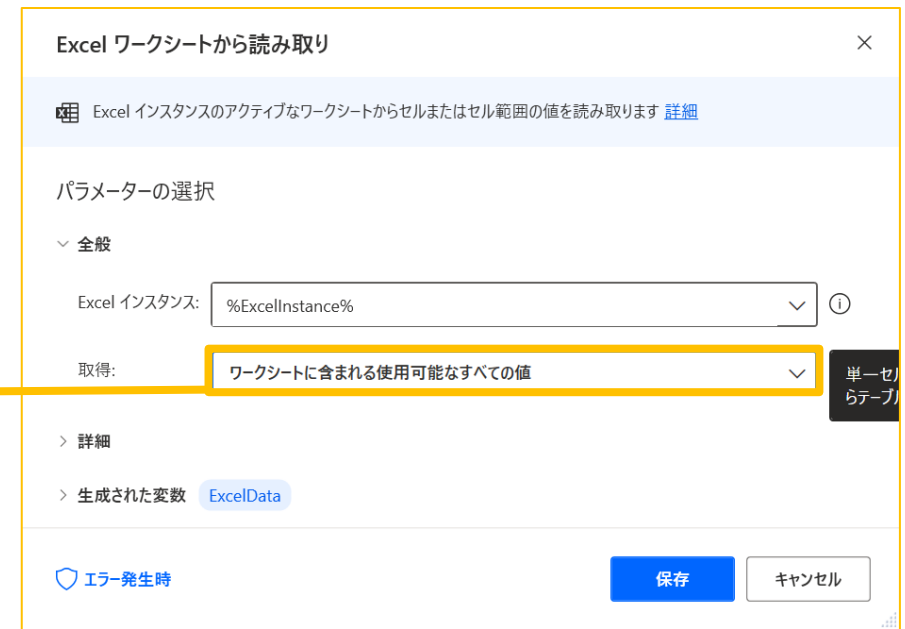 Excel ワークシートから読み取り
Excel インスタンスのアクティブなワークシートからセルまたはセル範囲の値を読み取ります 詳細
パラメーターの選択
全般
Excel インスタンス: %ExcelInstance%
取得: ワークシートに含まれる使用可能なすべての値
単一セル
らテーブル
詳細
生成された変数 ExcelData
エラー発生時 保存 キャンセル